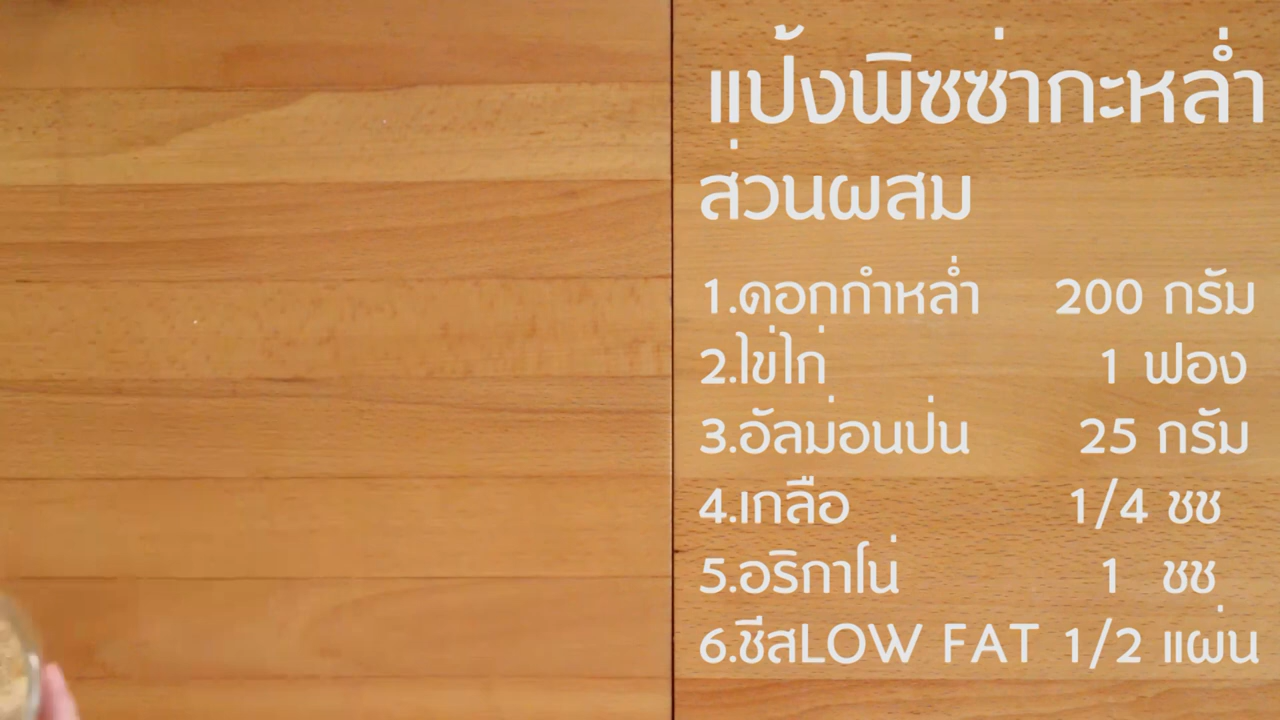 แป้งพิซซ่ากะหล่ำ
ส่วนผสม
1.ดอกกำหล่ำ 200 กรัม
2.ไข่ไก่ 1 ฟอง
3.อัลม่อนป่น 25 กรัม
4.เกลือ 1/4 ชช
5.อริกาโน่ 1 ชช
6.ชีสLOW FAT 1/2 แผ่น